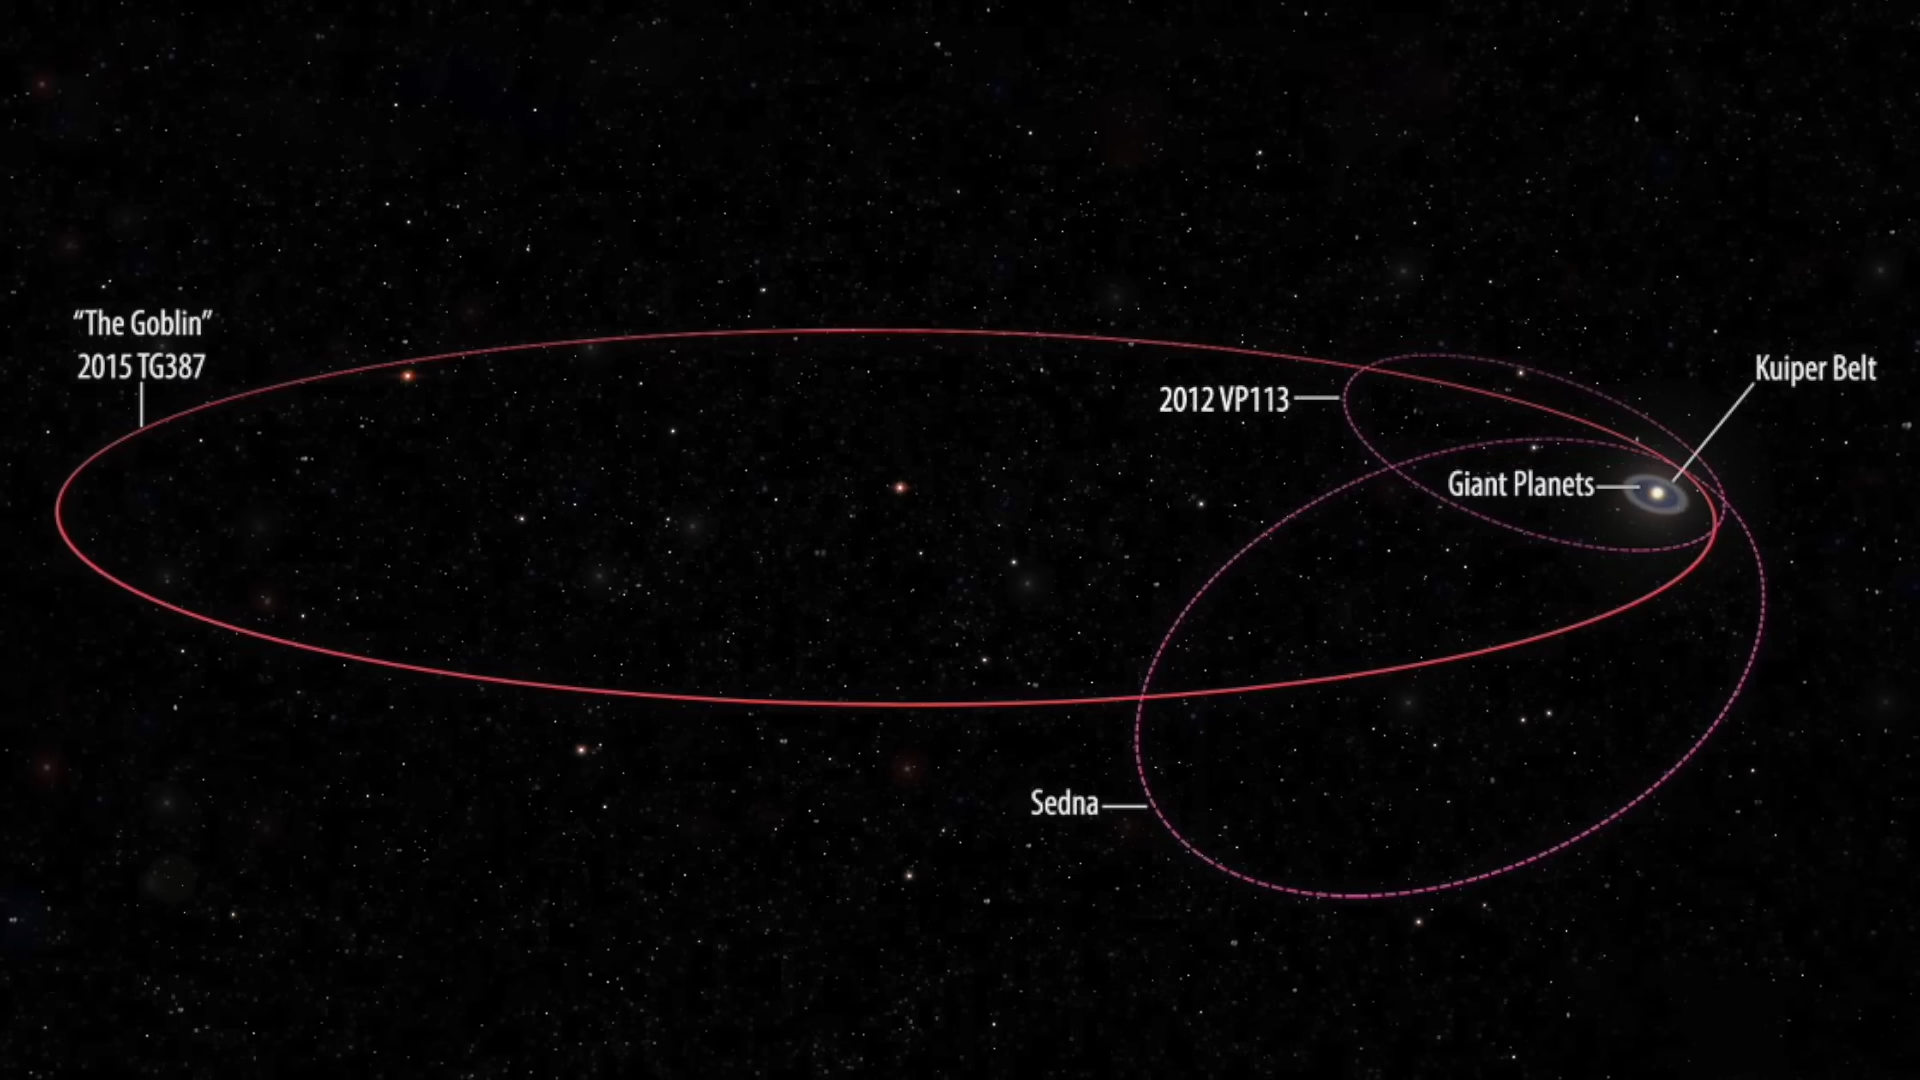 “The Goblin”
2015 TG387
2012 VP113
Kuiper Belt
Giant Planets
Sedna